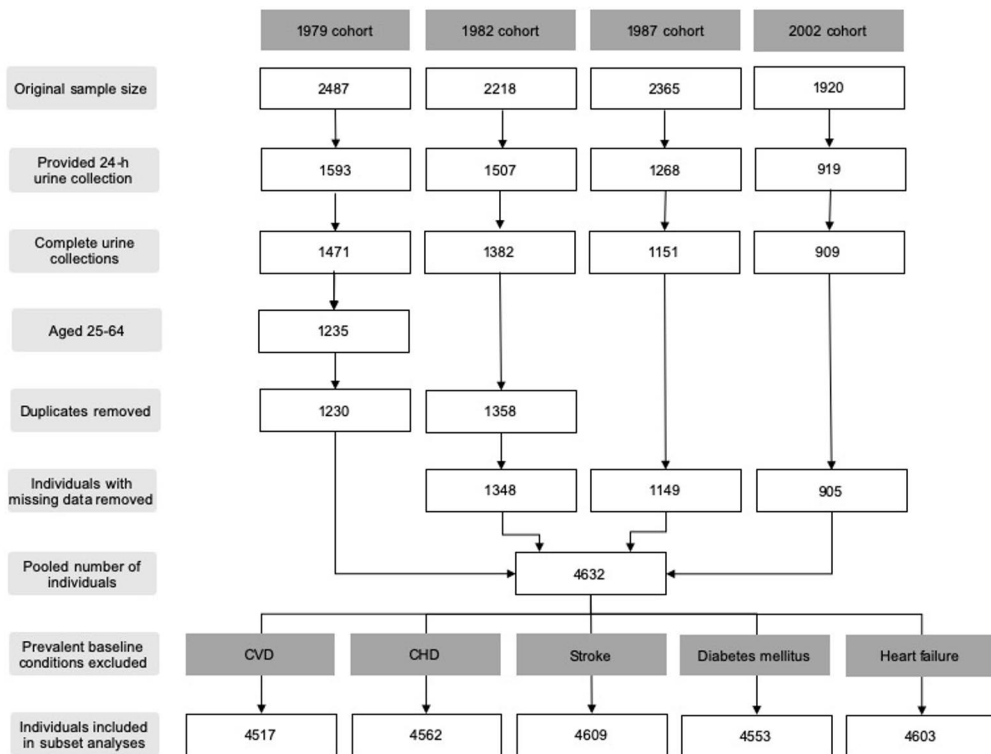 1979 cohort
1982 cohort
1987 cohort
2002 cohort
Original sample size
2487
2218
2365
1920
Provided 24-h
urine collection
1593
1507
1268
919
Complete urine
collections
1471
1382
1151
909
Aged 25-64
1235
Duplicates removed
1230
1358
Individuals with
missing data removed
1348
1149
905
Pooled number of
individuals
4632
Prevalent baseline
conditions excluded
CVD
CHD
Stroke
Diabetes mellitus
Heart failure
Individuals included
in subset analyses
4517
4562
4609
4553
4603